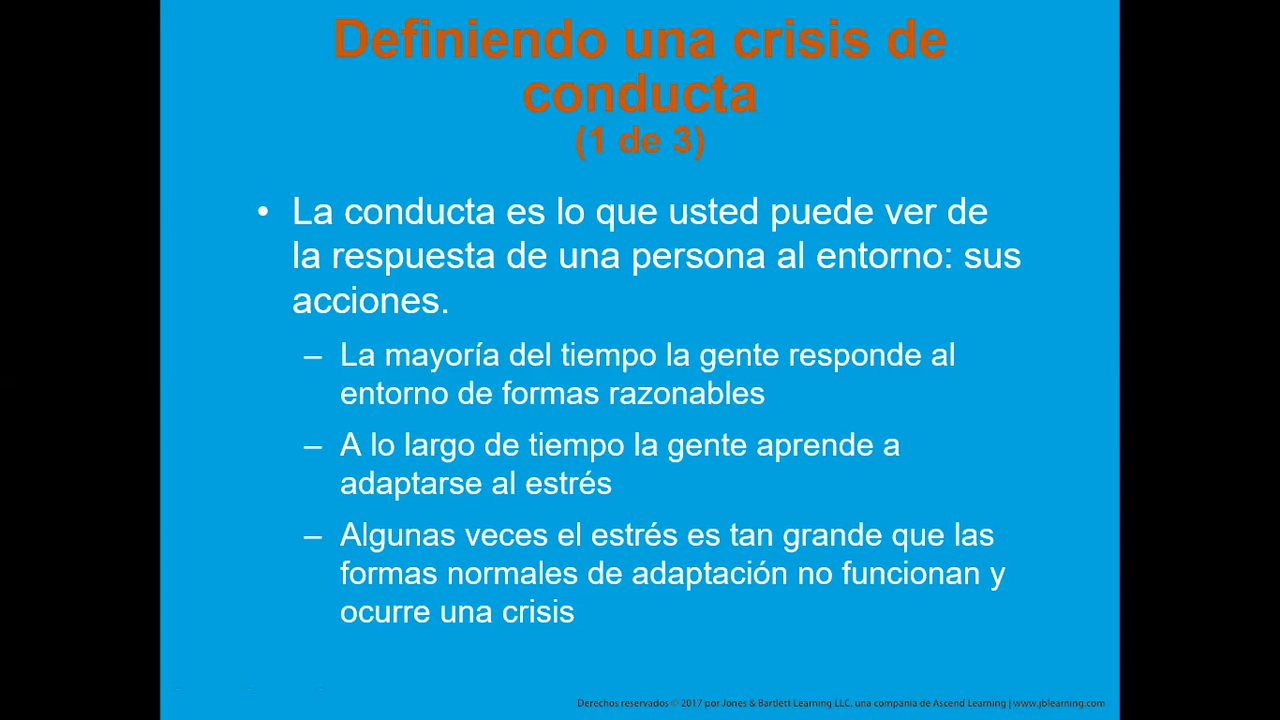 Definiendo una crisis de
conducta
(1 de 3)
• La conducta es lo que usted puede ver de
la respuesta de una persona al entorno: sus
acciones.
– La mayoría del tiempo la gente responde al
entorno de formas razonables
– A lo largo de tiempo la gente aprende a
adaptarse al estrés
– Algunas veces el estrés es tan grande que las
formas normales de adaptación no funcionan y
ocurre una crisis
Derechos reservados © 2017 por Jones & Bartlett Learning LLC, una compañía de Ascend Learning | www.jblearning.com